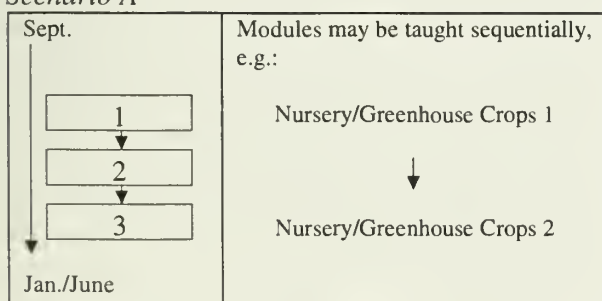 Scenario A
Sept.
1
2
3
Jan./June
Modules may be taught sequentially,
e.g.:
Nursery/Greenhouse Crops 1
Nursery/Greenhouse Crops 2